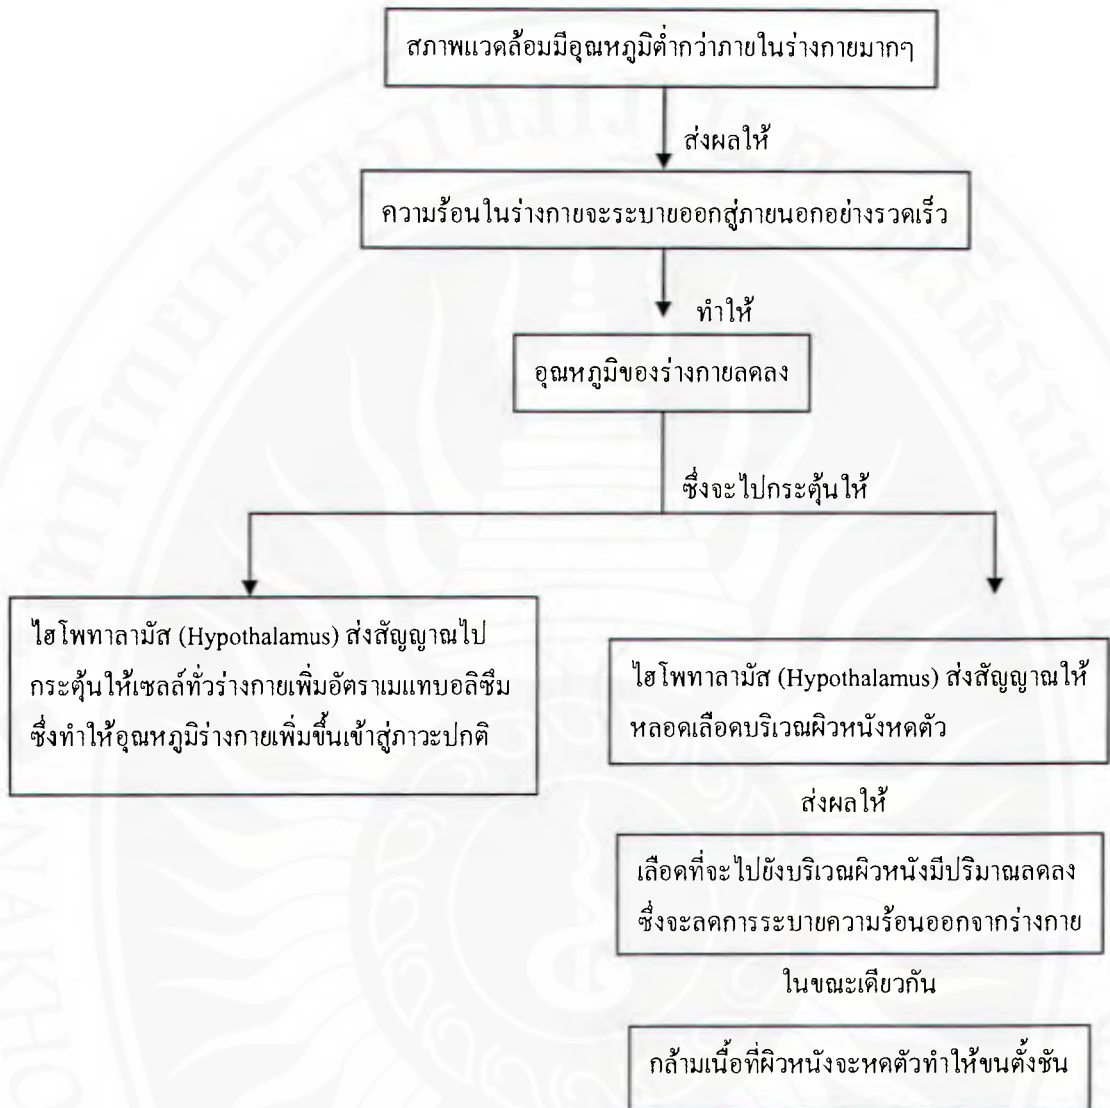 สภาพแวดล้อมมีอุณหภูมิต่ำกว่าภายในร่างกายมากๆ
ส่งผลให้
ความร้อนในร่างกายจะระบายออกสู่ภายนอกอย่างรวดเร็ว
ทำให้
อุณหภูมิของร่างกายลดลง
ซึ่งจะไปกระตุ้นให้
ไฮโพทาลามัส (Hypothalamus) ส่งสัญญาณไป
กระตุ้นให้เซลล์ทั่วร่างกายเพิ่มอัตราเมแทบอลิซึม
ซึ่งทำให้อุณหภูมิร่างกายเพิ่มขึ้นเข้าสู่ภาวะปกติ
ไฮโพทาลามัส (Hypothalamus) ส่งสัญญาณให้
หลอดเลือดบริเวณผิวหนังหดตัว
ส่งผลให้
เลือดที่จะไปยังบริเวณผิวหนังมีปริมาณลดลง
ซึ่งจะลดการระบายความร้อนออกจากร่างกาย
ในขณะเดียวกัน
กล้ามเนื้อที่ผิวหนังจะหดตัวทำให้ขนตั้งชัน